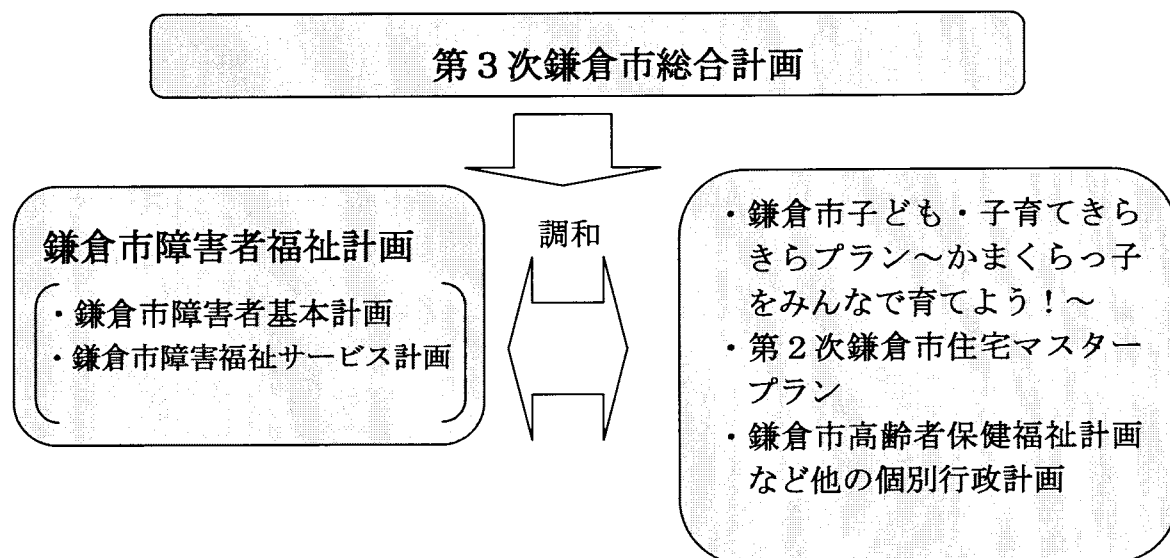 第3次鎌倉市総合計画
鎌倉市障害者福祉計画
・鎌倉市障害者基本計画
・鎌倉市障害福祉サービス計画
調和
・鎌倉市子ども・子育てきら
きらプラン～かまくらっ子
をみんなで育てよう！～
・第2次鎌倉市住宅マスター
プラン
・鎌倉市高齢者保健福祉計画
など他の個別行政計画